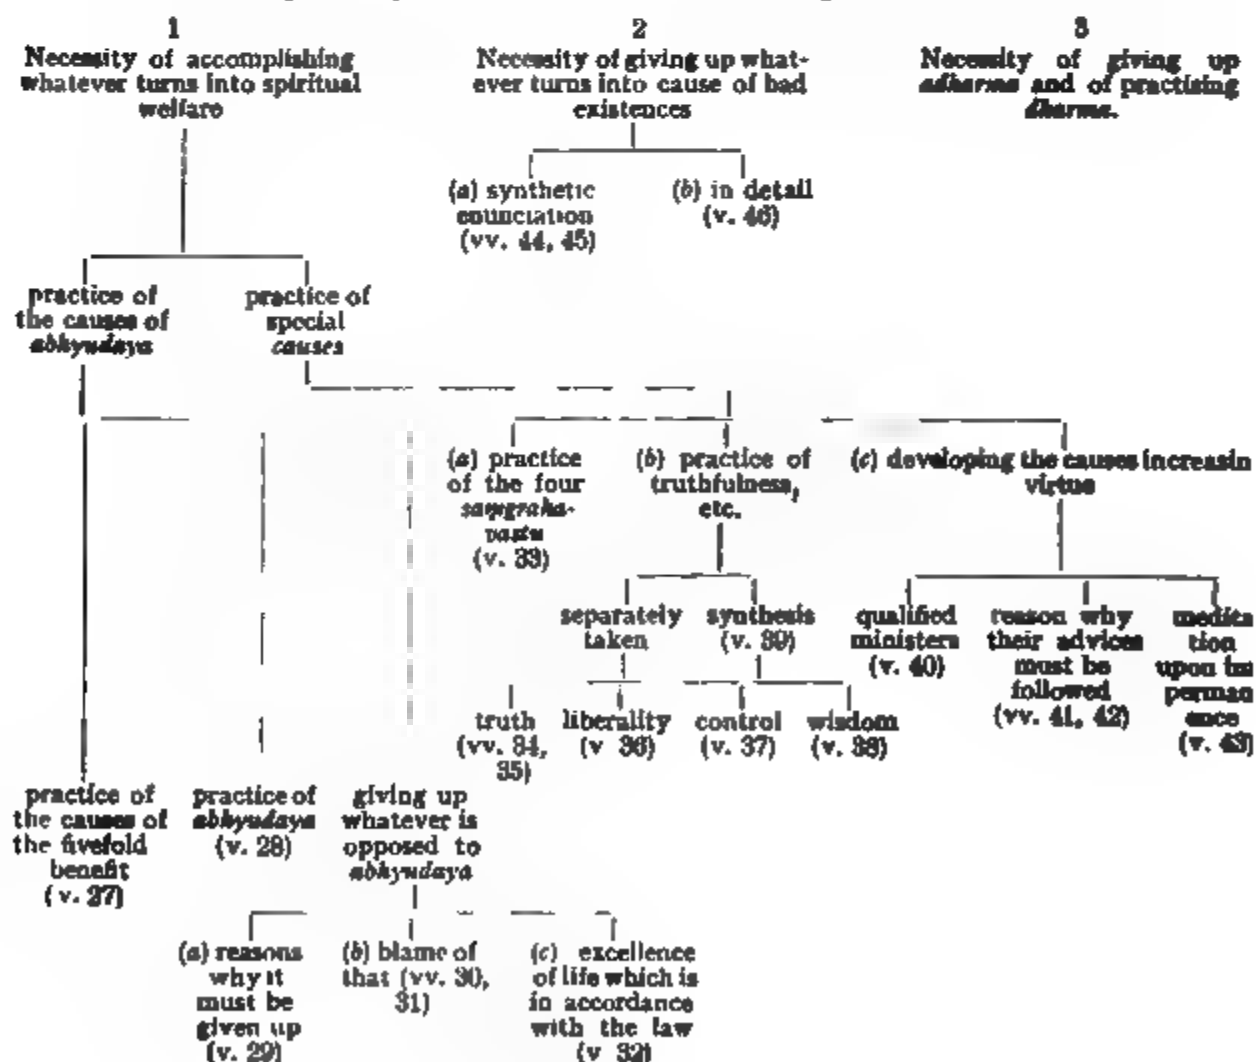 1
Necessity of accomplishing
whatever turns into spiritual
welfare
2
Necessity of giving up what-
ever turns into cause of bad
existences
3
Necessity of giving up
adharma and of practising
dharma.
(a) synthetic
enunciation
(vv. 44, 45)
(b) in detail
(v. 46)
practice of
the causes of
abhyudaya
practice of
special
causes
(a) practice
of the four
saṃgraha-
vastu
(v. 33)
(b) practice of
truthfulness,
etc.
(c) developing the causes increasin
virtue
separately
taken
synthesis
(v. 39)
qualified
ministers
(v. 40)
reason why
their advices
must be
followed
(vv. 41, 42)
medita
tion
upon im
perman
ence
(v. 43)
truth
(vv. 34,
35)
liberality
(v 36)
control
(v. 37)
wisdom
(v. 38)
practice of
the causes of
the fivefold
benefit
(v. 27)
practice of
abhyudaya
(v. 28)
giving up
whatever is
opposed to
abhyudaya
(a) reasons
why it
must be
given up
(v. 29)
(b) blame of
that (vv. 30,
31)
(c) excellence
of life which is
in accordance
with the law
(v 32)